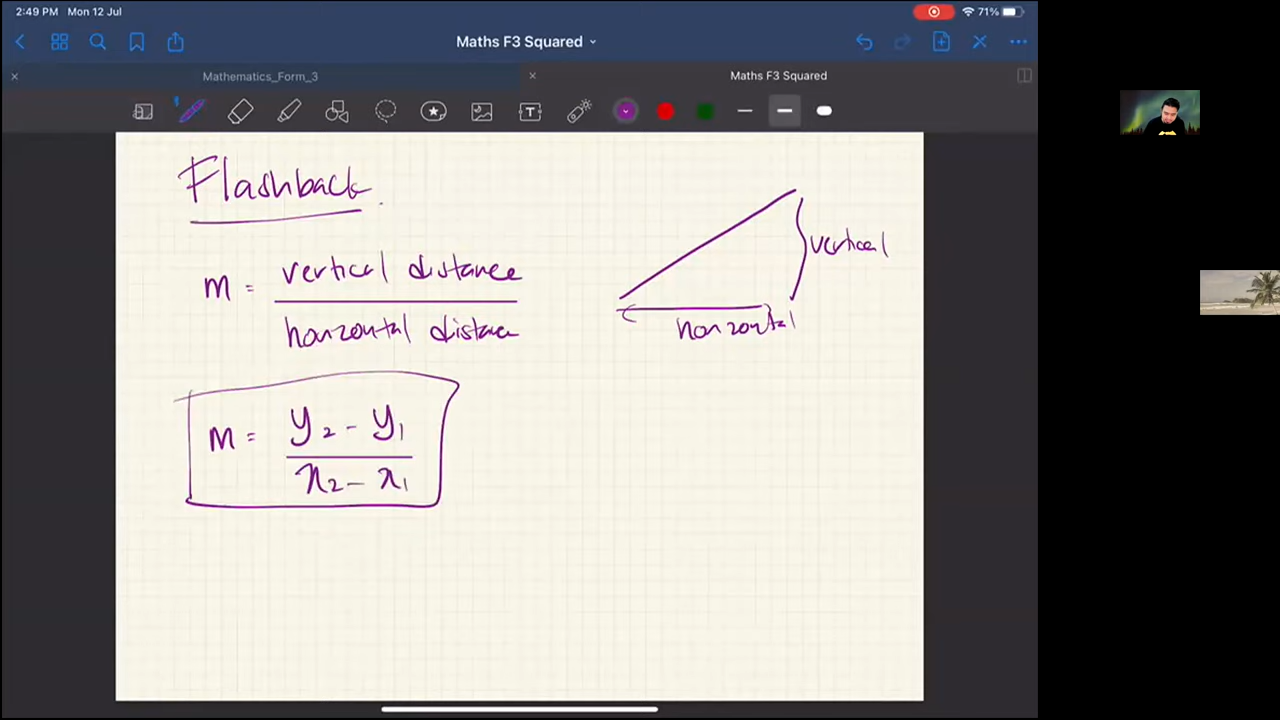 2:49 PM Mon 12 Jul
71%
Maths F3 Squared
Mathematics_Form_3
Maths F3 Squared
T
Flashback.
m = vertical distance
horizontal distance
vertical
horizontal
m = y2 - y1
x2 - x1